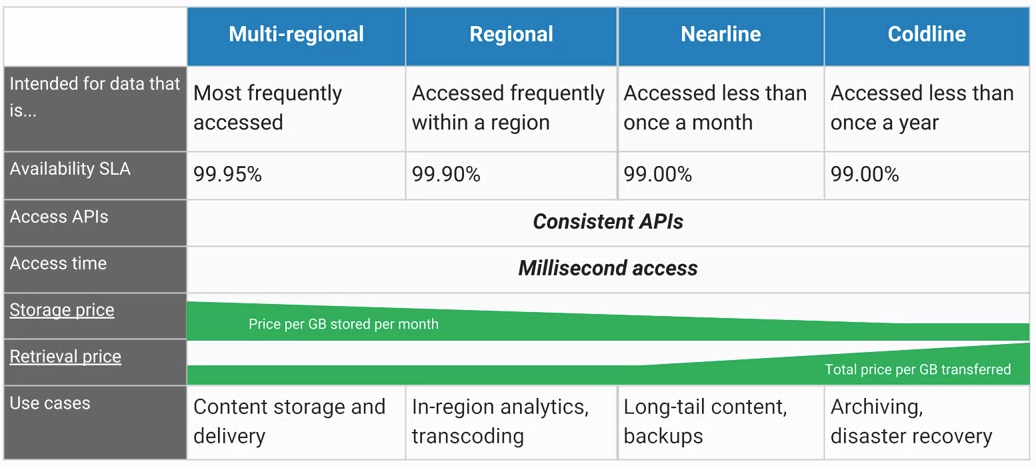 Multi-regional Regional Nearline Coldline
Intended for data that
is...
Most frequently
accessed
Accessed frequently
within a region
Accessed less than
once a month
Accessed less than
once a year
Availability SLA
99.95% 99.90% 99.00% 99.00%
Access APIs
Consistent APIs
Access time
Millisecond access
Storage price
Price per GB stored per month
Retrieval price
Total price per GB transferred
Use cases
Content storage and
delivery
In-region analytics,
transcoding
Long-tail content,
backups
Archiving,
disaster recovery